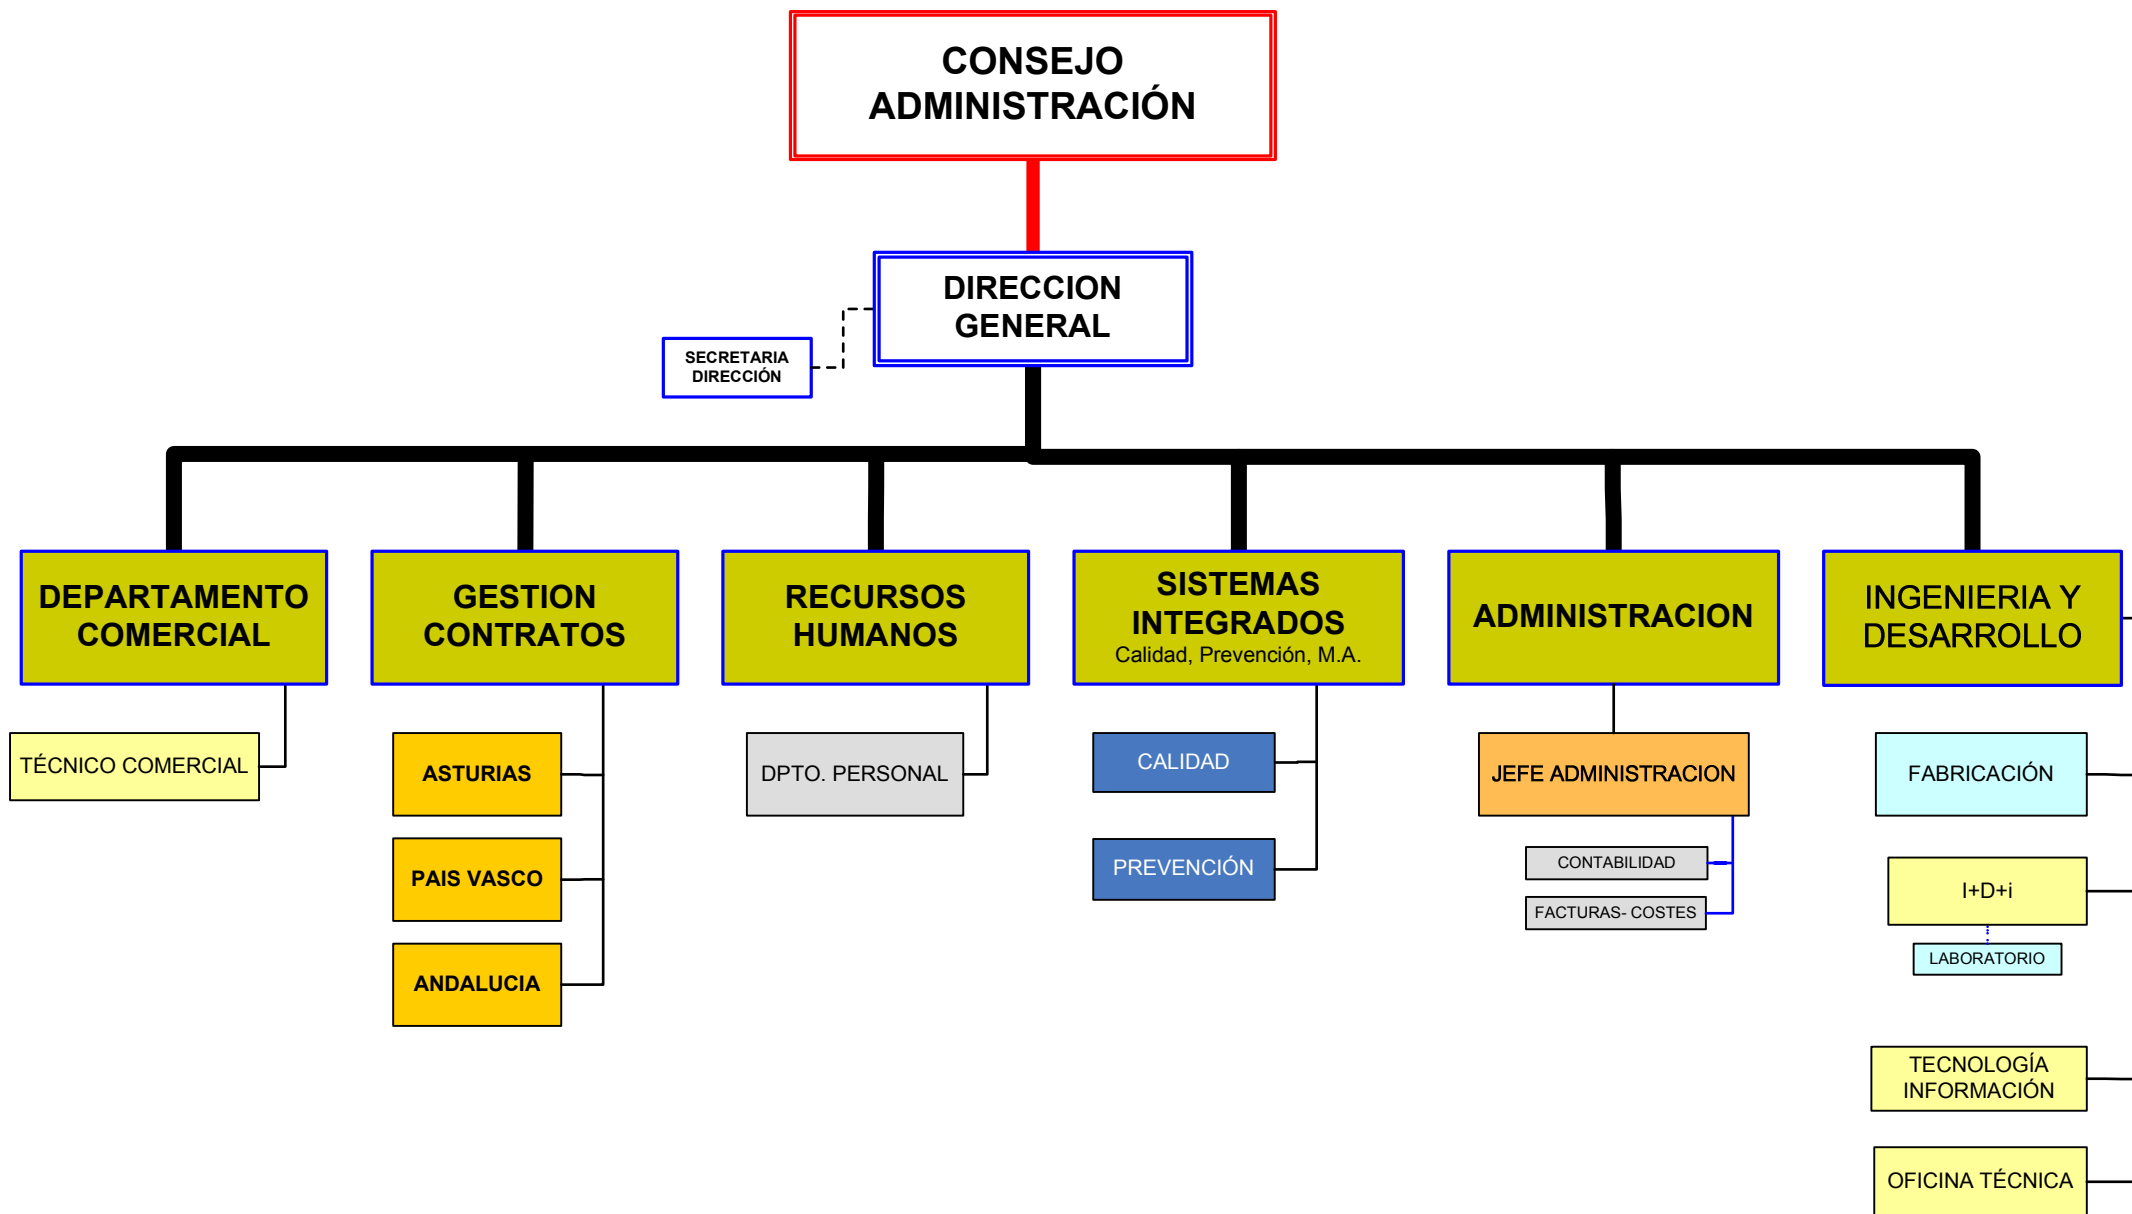 CONSEJO
ADMINISTRACIÓN
DIRECCION
GENERAL
SECRETARIA
DIRECCIÓN
DEPARTAMENTO
COMERCIAL
GESTION
CONTRATOS
RECURSOS
HUMANOS
SISTEMAS
INTEGRADOS
Calidad, Prevención, M.A.
ADMINISTRACION
INGENIERIA Y
DESARROLLO
TÉCNICO COMERCIAL
ASTURIAS
PAIS VASCO
ANDALUCIA
DPTO. PERSONAL
CALIDAD
PREVENCIÓN
JEFE ADMINISTRACION
CONTABILIDAD
FACTURAS- COSTES
FABRICACIÓN
I+D+i
LABORATORIO
TECNOLOGÍA
INFORMACIÓN
OFICINA TÉCNICA